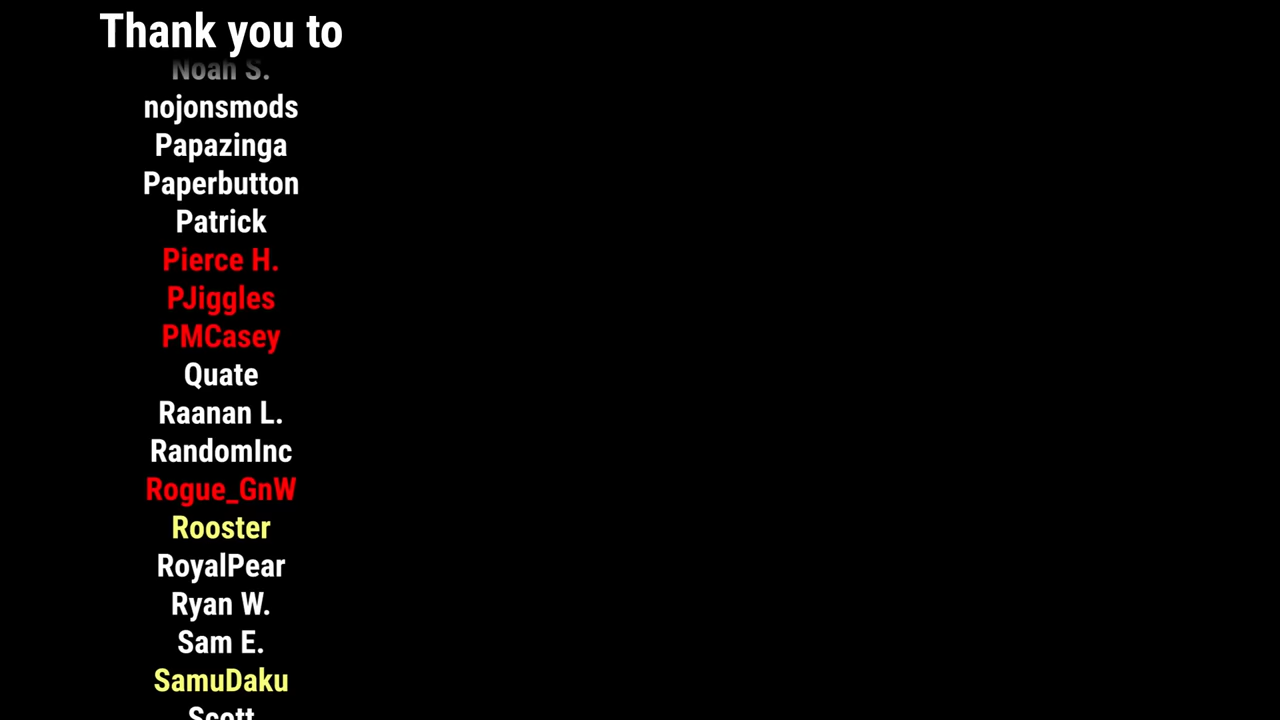 Thank you to
Noah S.
nojonsmods
Papazinga
Paperbutton
Patrick
Pierce H.
PJiggles
PMCasey
Quate
Raanan L.
RandomInc
Rogue_GnW
Rooster
RoyalPear
Ryan W.
Sam E.
SamuDaku
Scott